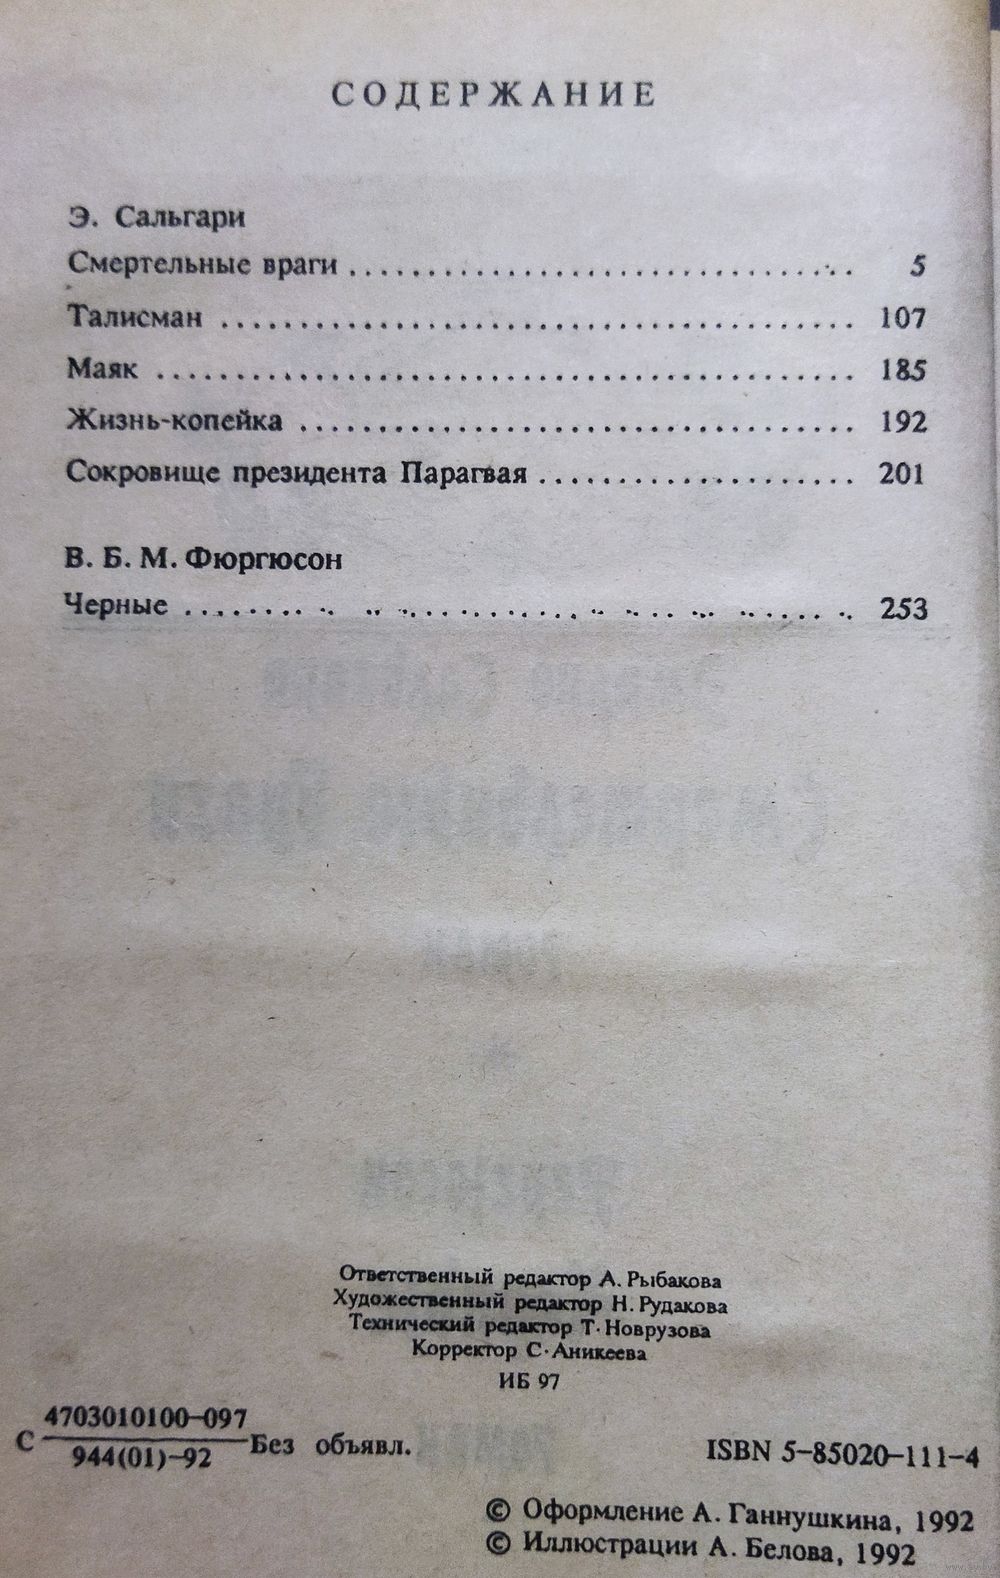 СОДЕРЖАНИЕ
Э. Сальгари
Смертельные враги ........................................ 5
Талисман ........................................ 107
Маяк ........................................ 185
Жизнь-копейка ........................................ 192
Сокровище президента Парагвая .................... 201
В. Б. М. Фюргюсон
Черные ........................................ 253
Ответственный редактор А. Рыбакова
Художественный редактор Н. Рудакова
Технический редактор Т. Новрузова
Корректор С. Аникеева
ИБ 97
С 4703010100-097
944(01)-92 Без объявл.
ISBN 5-85020-111-4
© Оформление А. Ганнушкина, 1992
© Иллюстрации А. Белова, 1992